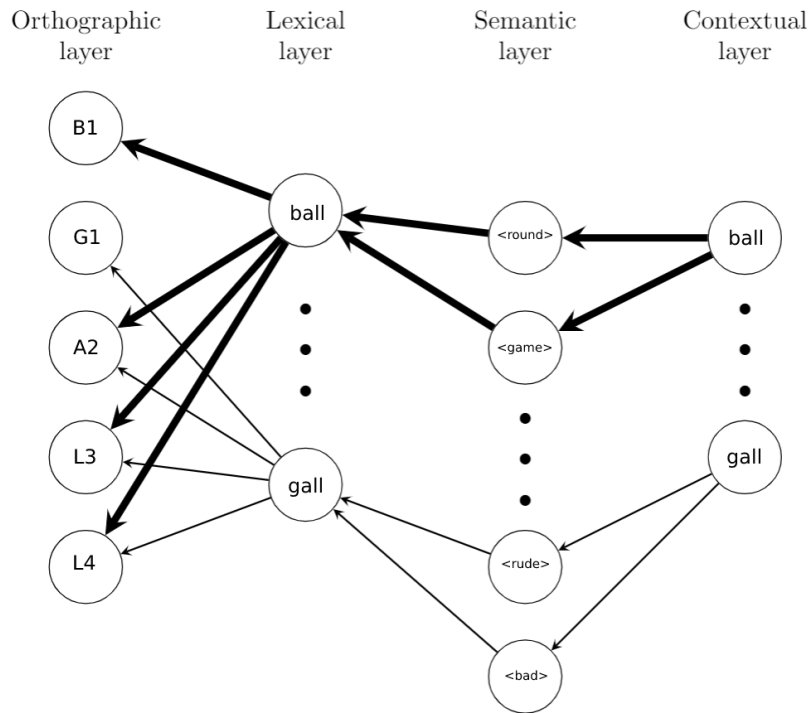 Orthographic
layer
Lexical
layer
Semantic
layer
Contextual
layer
B1
G1
A2
L3
L4
ball
gall
<round>
<game>
<rude>
<bad>
ball
gall